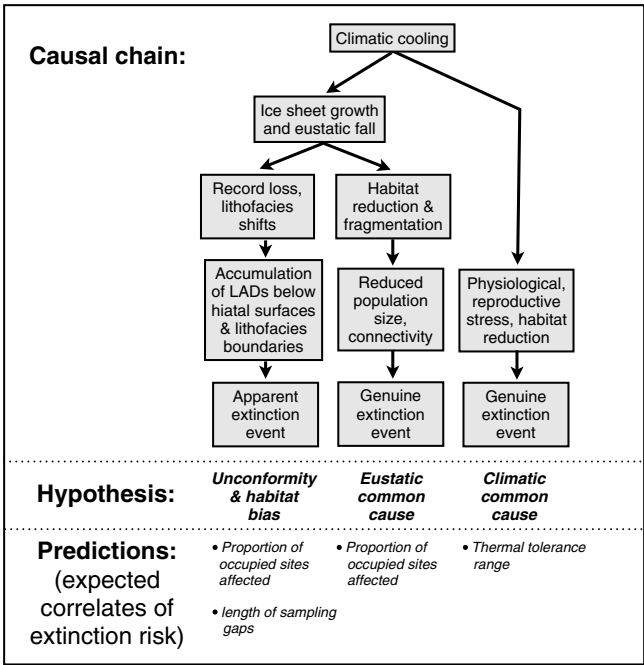 Causal chain:
Climatic cooling
Ice sheet growth
and eustatic fall
Record loss,
lithofacies
shifts
Habitat
reduction &
fragmentation
Accumulation
of LADs below
hiatal surfaces
& lithofacies
boundaries
Reduced
population
size,
connectivity
Physiological,
reproductive
stress, habitat
reduction
Apparent
extinction
event
Genuine
extinction
event
Genuine
extinction
event
Hypothesis:
Unconformity
& habitat
bias
Eustatic
common
cause
Climatic
common
cause
Predictions:
(expected
correlates of
extinction risk)
• Proportion of
occupied sites
affected
• length of sampling
gaps
• Proportion of
occupied sites
affected
• Thermal tolerance
range